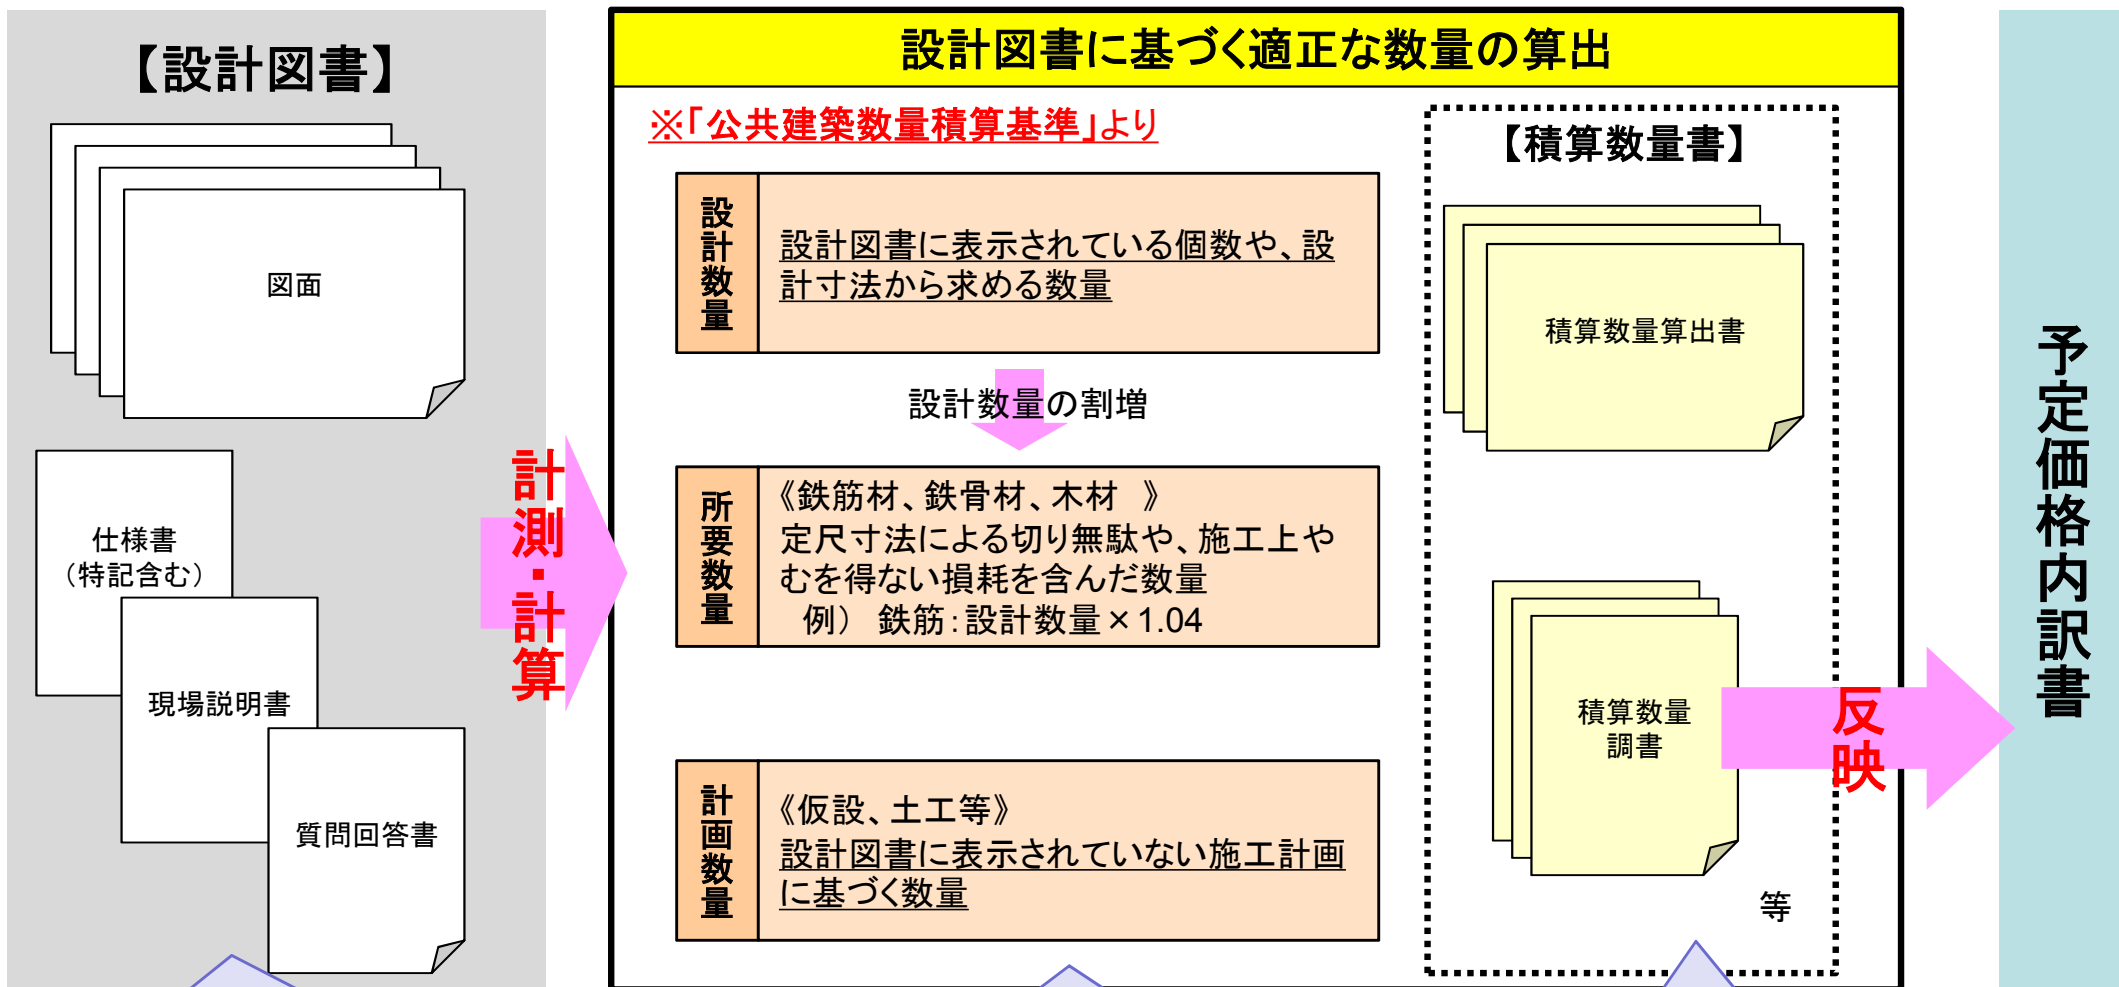 【設計図書】
図面
仕様書
（特記含む）
現場説明書
質問回答書
計測・計算
設計図書に基づく適正な数量の算出
※「公共建築数量積算基準」より
設計数量
設計図書に表示されている個数や、設
計寸法から求める数量
設計数量の割増
所要数量
《鉄筋材、鉄骨材、木材　》
定尺寸法による切り無駄や、施工上や
むを得ない損耗を含んだ数量
例）　鉄筋：設計数量×1.04
計画数量
《仮設、土工等》
設計図書に表示されていない施工計画
に基づく数量
【積算数量書】
積算数量算出書
積算数量
調書
等
反映
予定価格内訳書